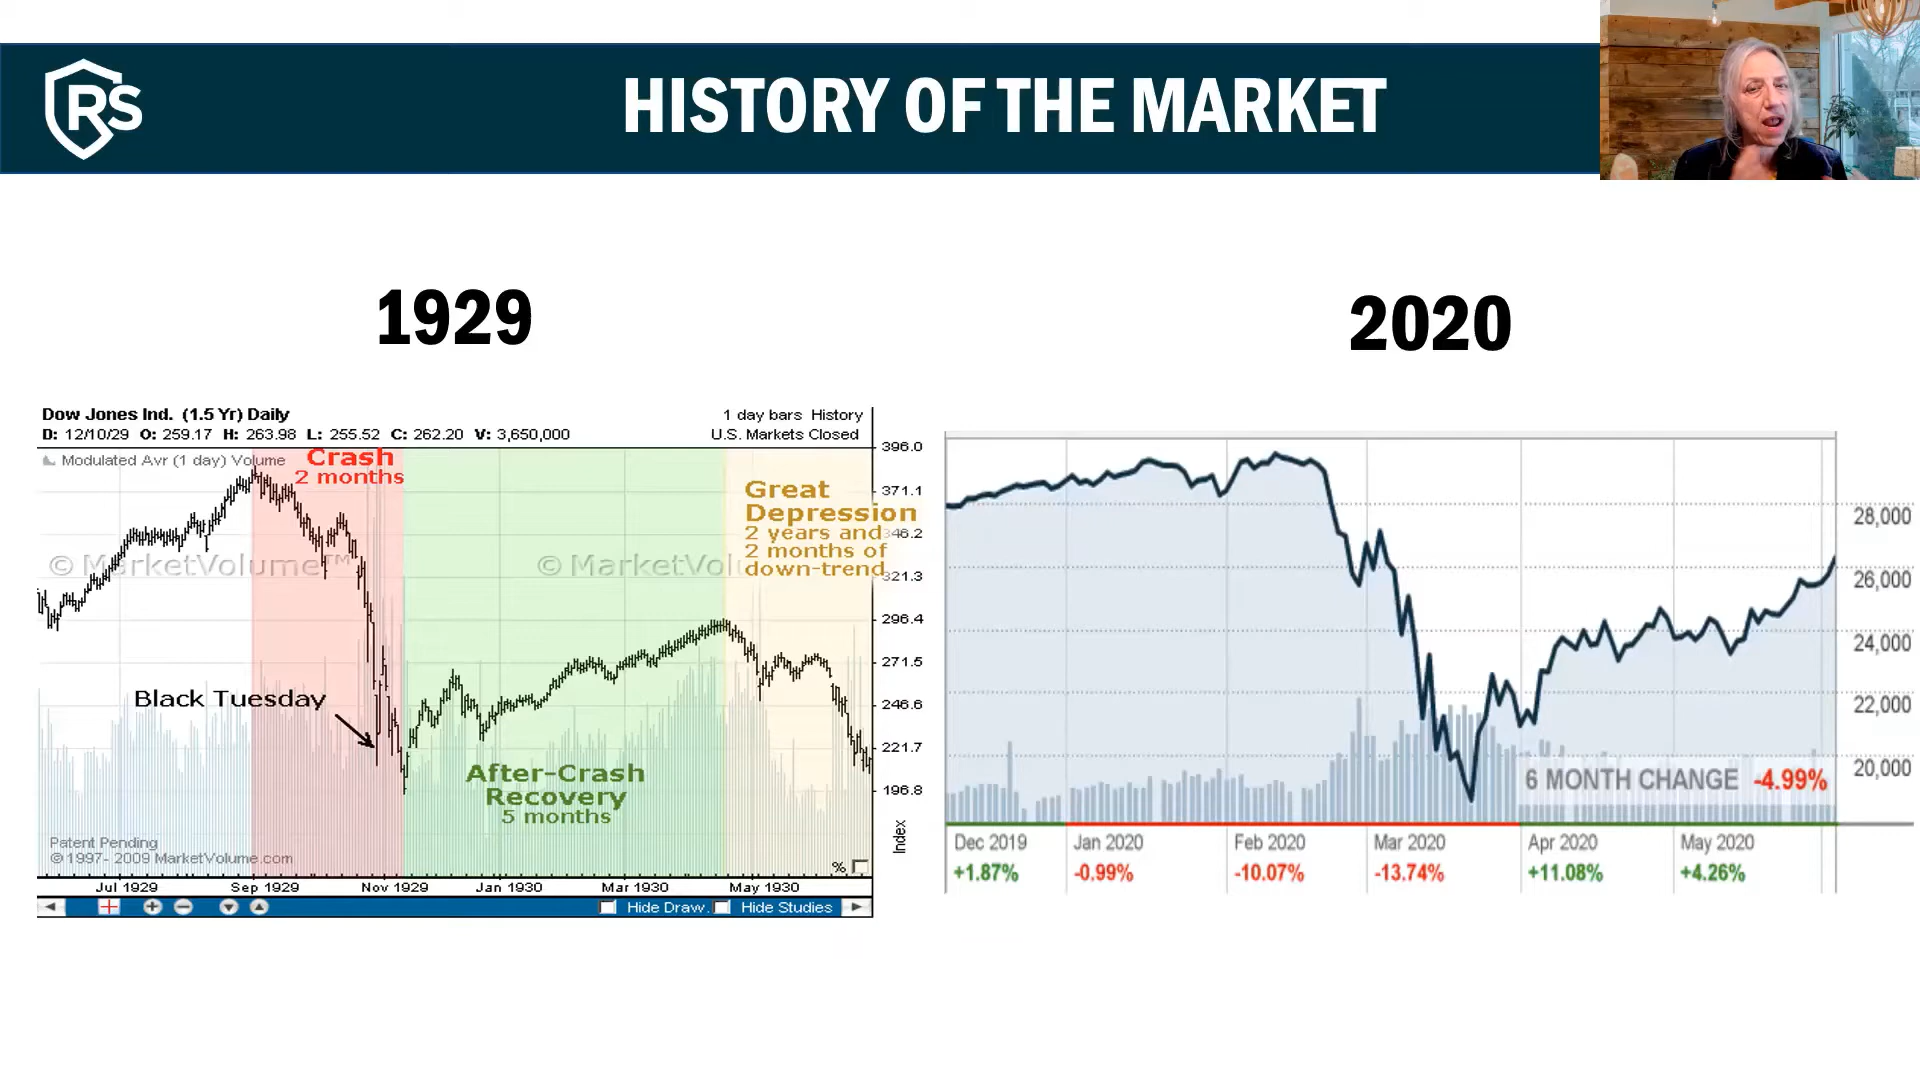 RS
HISTORY OF THE MARKET
1929
2020
Dow Jones Ind. (1.5 Yr) Daily
1 day bars History
D: 12/10/29 O: 259.17 H: 263.98 L: 255.52 C: 262.20 V: 3,650,000
U.S. Markets Closed
Modulated Avr (1 day) Volume
Crash
2 months
396.0
371.1
346.2
321.3
296.4
271.5
246.6
221.7
196.8
Index
Great
Depression
2 years and
2 months of
down-trend
© MarketVolume™
© MarketVol
Black Tuesday
After-Crash
Recovery
5 months
Patent Pending
© 1997- 2009 MarketVolume.com
%
Jul 1929 Sep 1929 Nov 1929 Jan 1930 Mar 1930 May 1930
Hide Draw. Hide Studies
28,000
26,000
24,000
22,000
20,000
6 MONTH CHANGE -4.99%
Dec 2019 Jan 2020 Feb 2020 Mar 2020 Apr 2020 May 2020
+1.87% -0.99% -10.07% -13.74% +11.08% +4.26%